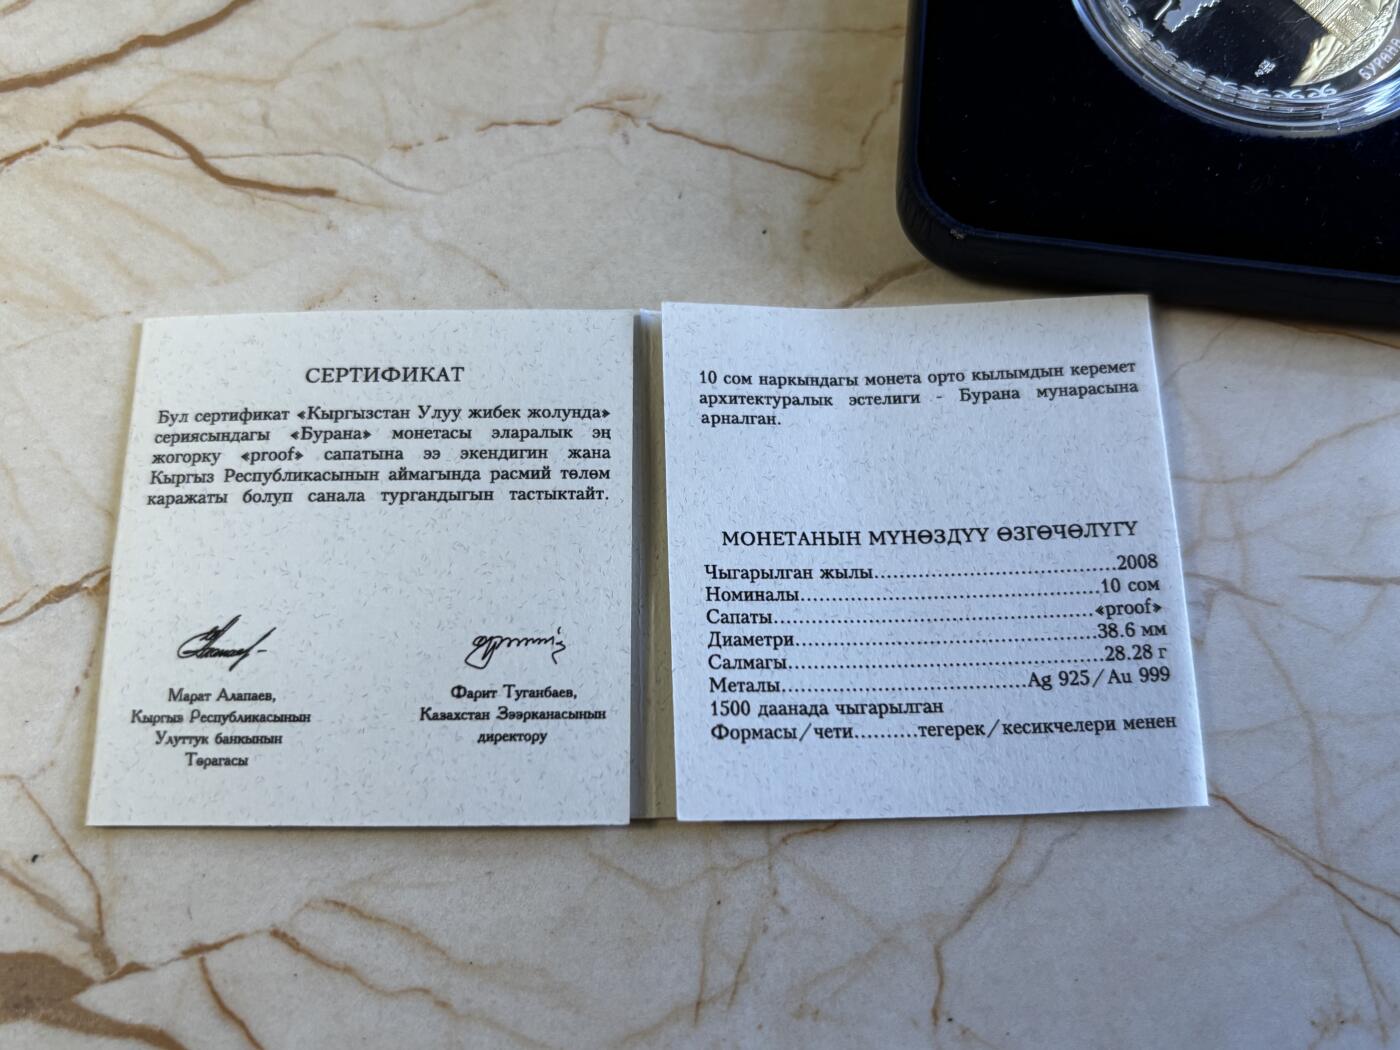 БУРАНА
СЕРТИФИКАТ
Бул сертификат «Кыргызстан Улуу жибек жолунда»
сериясындагы «Бурана» монетасы эларалык эң
жогорку «proof» сапатына ээ экендигин жана
Кыргыз Республикасынын аймагында расмий төлөм
каражаты болуп санала тургандыгын тастыктайт.
Марат Алапаев,
Кыргыз Республикасынын
Улуттук банкынын
Төрагасы
Фарит Туганбаев,
Казакстан Зээрканасынын
директору
10 сом наркындагы монета орто кылымдын керемет
архитектуралык эстелиги - Бурана мунарасына
арналган.
МОНЕТАНЫН МҮНӨЗДҮҮ ӨЗГӨЧӨЛҮГҮ
Чыгарылган жылы........................................2008
Номиналы....................................................10 сом
Сапаты........................................................«proof»
Диаметри.....................................................38.6 мм
Салмагы.......................................................28.28 г
Металы..........................................Ag 925/Au 999
1500 даанада чыгарылган
Формасы/чети..........тегерек/кесикчелери менен